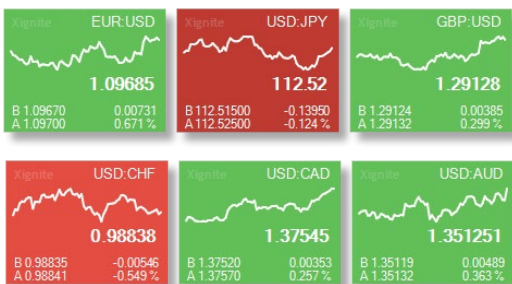 Xignite EUR:USD
1.09685
B 1.09670 0.00731
A 1.09700 0.671 %
Xignite USD:JPY
112.52
B 112.51500 -0.13950
A 112.52500 -0.124 %
Xignite GBP:USD
1.29128
B 1.29124 0.00385
A 1.29132 0.299 %
Xignite USD:CHF
0.98838
B 0.98835 -0.00546
A 0.98841 -0.549 %
Xignite USD:CAD
1.37545
B 1.37520 0.00353
A 1.37570 0.257 %
Xignite USD:AUD
1.351251
B 1.35119 0.00489
A 1.35132 0.363 %